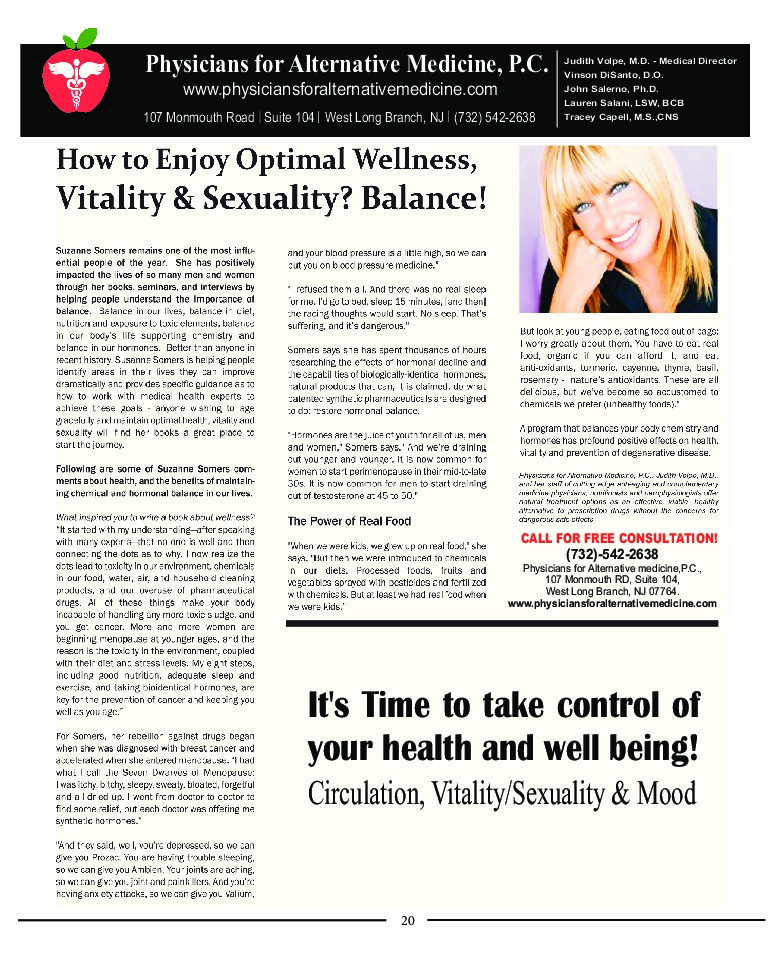 Physicians for Alternative Medicine, P.C.
www.physiciansforalternativemedicine.com
107 Monmouth Road | Suite 104 | West Long Branch, NJ | (732) 542-2638
Judith Volpe, M.D. - Medical Director
Vinson DiSanto, D.O.
John Salerno, Ph.D.
Lauren Salani, LSW, BCB
Tracey Capell, M.S.,CNS
How to Enjoy Optimal Wellness,
Vitality & Sexuality? Balance!
Suzanne Somers remains one of the most influ-
ential people of the year. She has positively
impacted the lives of so many men and women
through her books, seminars, and interviews by
helping people understand the importance of
balance. Balance in our lives, balance in diet,
nutrition and exposure to toxic elements, balance
in our body's life supporting chemistry and
balance in our hormones. Better than anyone in
recent history, Susanne Somers is helping people
identify areas in their lives they can improve
dramatically and provides specific guidance as to
how to work with medical health experts to
achieve these goals - anyone wishing to age
gracefully and maintain optimal health, vitality and
sexuality will find her books a great place to
start the journey.
Following are some of Suzanne Somers com-
ments about health, and the benefits of maintain-
ing chemical and hormonal balance in our lives.
What inspired you to write a book about wellness?
"It started with my understanding—after speaking
with many experts—that no one is well and then
connecting the dots as to why. I now realize the
dots lead to toxicity in our environment, chemicals
in our food, water, air, and household cleaning
products, and our overuse of pharmaceutical
drugs. All of these things make your body
incapable of handling any more toxic sludge, and
you get cancer. More and more women are
beginning menopause at younger ages, and the
reason is the toxicity in the environment, coupled
with their diet and stress levels. My eight steps,
including good nutrition, adequate sleep and
exercise, and taking bioidentical hormones, are
key for the prevention of cancer and keeping you
well as you age."
For Somers, her rebellion against drugs began
when she was diagnosed with breast cancer and
accelerated when she entered menopause. "I had
what I call the Seven Dwarves of Menopause:
I was itchy, bitchy, sleepy, sweaty, bloated, forgetful
and all dried up. I went from doctor to doctor to
find some relief, but each doctor was offering me
synthetic hormones."
"And they said, well, you're depressed, so we can
give you Prozac. You are having trouble sleeping,
so we can give you Ambien. Your joints are aching,
so we can give you joint and painkillers. And you're
having anxiety attacks, so we can give you Valium,
and your blood pressure is a little high, so we can
put you on blood pressure medicine."
"I refused them all. And there was no real sleep
for me. I'd go to bed, sleep 15 minutes, [and then]
the racing thoughts would start. No sleep. That's
suffering, and it's dangerous."
Somers says she has spent thousands of hours
researching the effects of hormonal decline and
the capabilities of biologically-identical hormones,
natural products that can, it is claimed, do what
patented synthetic pharmaceuticals are designed
to do: restore hormonal balance.
"Hormones are the juice of youth for all of us, men
and women," Somers says." And we're draining
out younger and younger. It is now common for
women to start perimenopause in their mid-to-late
30s. It is now common for men to start draining
out of testosterone at 45 to 50."
The Power of Real Food
"When we were kids, we grew up on real food," she
says. "But then we were introduced to chemicals
in our diets. Processed foods, fruits and
vegetables sprayed with pesticides and fertilized
with chemicals. But at least we had real food when
we were kids."
But look at young people, eating food out of bags;
I worry greatly about them. You have to eat real
food, organic if you can afford it, and eat
anti-oxidants, turmeric, cayenne, thyme, basil,
rosemary - nature's antioxidants. These are all
delicious, but we've become so accustomed to
chemicals we prefer (unhealthy foods)."
A program that balances your body chemistry and
hormones has profound positive effects on health,
vitality and prevention of degenerative disease.
Physicians for Alternative Medicine, P.C., Judith Volpe, M.D.,
and her staff of cutting edge antiaging and complementary
medicine physicians, nutritionists and neurophysiologists offer
natural treatment options as an effective, viable, healthy
alternative to prescription drugs without the concerns for
dangerous side effects
CALL FOR FREE CONSULTATION!
(732)-542-2638
Physicians for Alternative medicine,P.C.,
107 Monmouth RD, Suite 104,
West Long Branch, NJ 07764.
www.physiciansforalternativemedicine.com
It's Time to take control of
your health and well being!
Circulation, Vitality/Sexuality & Mood
20